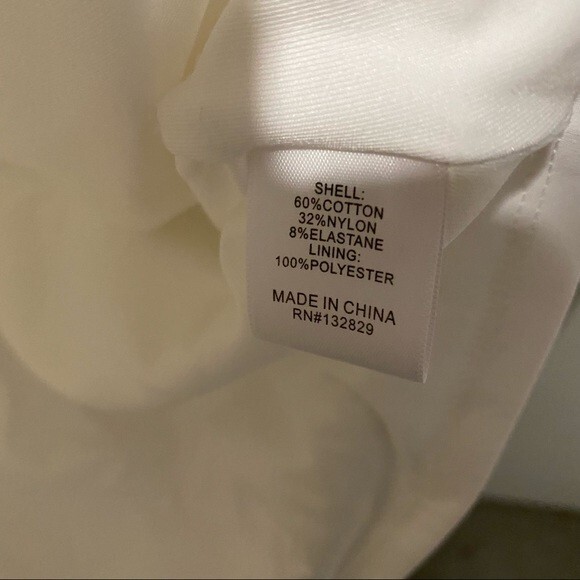 SHELL:
60%COTTON
32%NYLON
8%ELASTANE
LINING:
100%POLYESTER
MADE IN CHINA
RN#132829